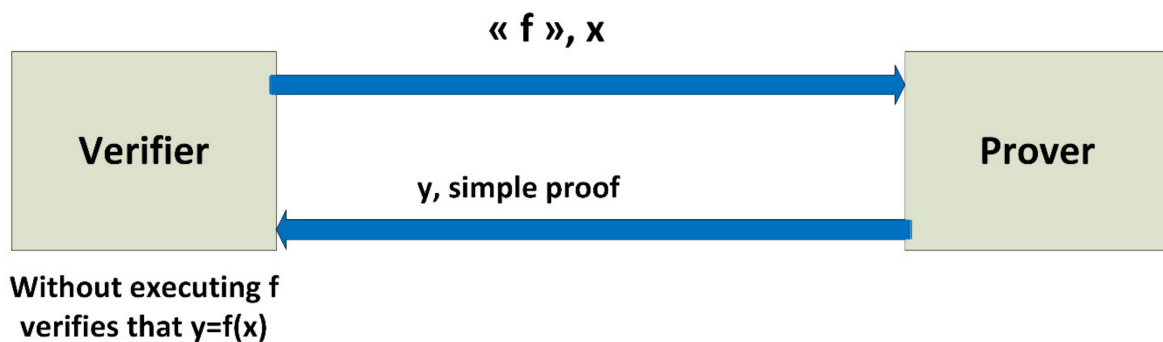 « f », x
Verifier
Prover
y, simple proof
Without executing f
verifies that y=f(x)